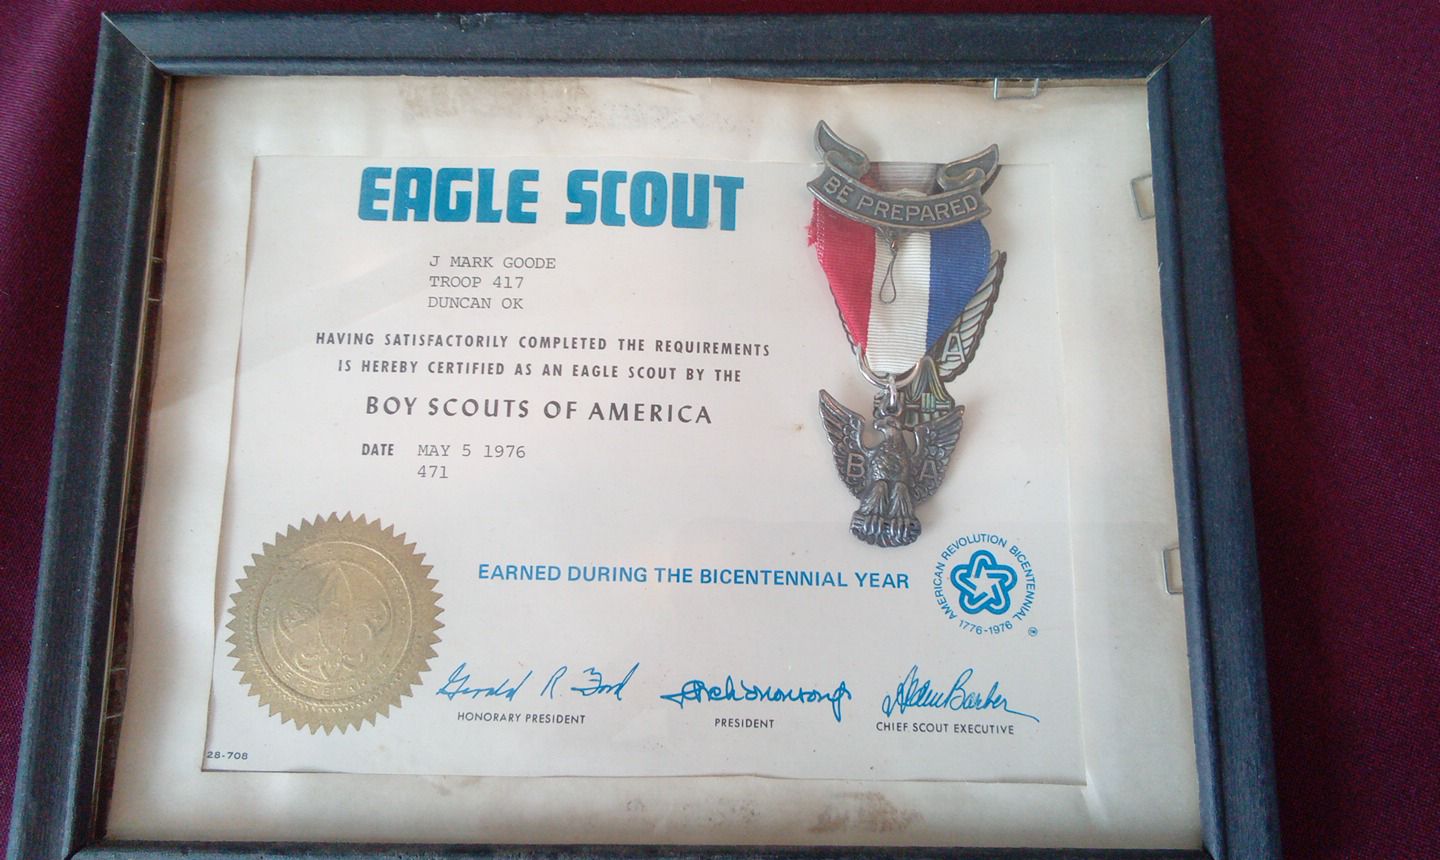 EAGLE SCOUT
J MARK GOODE
TROOP 417
DUNCAN OK
HAVING SATISFACTORILY COMPLETED THE REQUIREMENTS
IS HEREBY CERTIFIED AS AN EAGLE SCOUT BY THE
BOY SCOUTS OF AMERICA
DATE MAY 5 1976
471
BE PREPARED
A
B A
EARNED DURING THE BICENTENNIAL YEAR
AMERICAN REVOLUTION BICENTENNIAL
1776-1976 ®
Gerald R. Ford
HONORARY PRESIDENT
PRESIDENT
Barber
CHIEF SCOUT EXECUTIVE
28-708